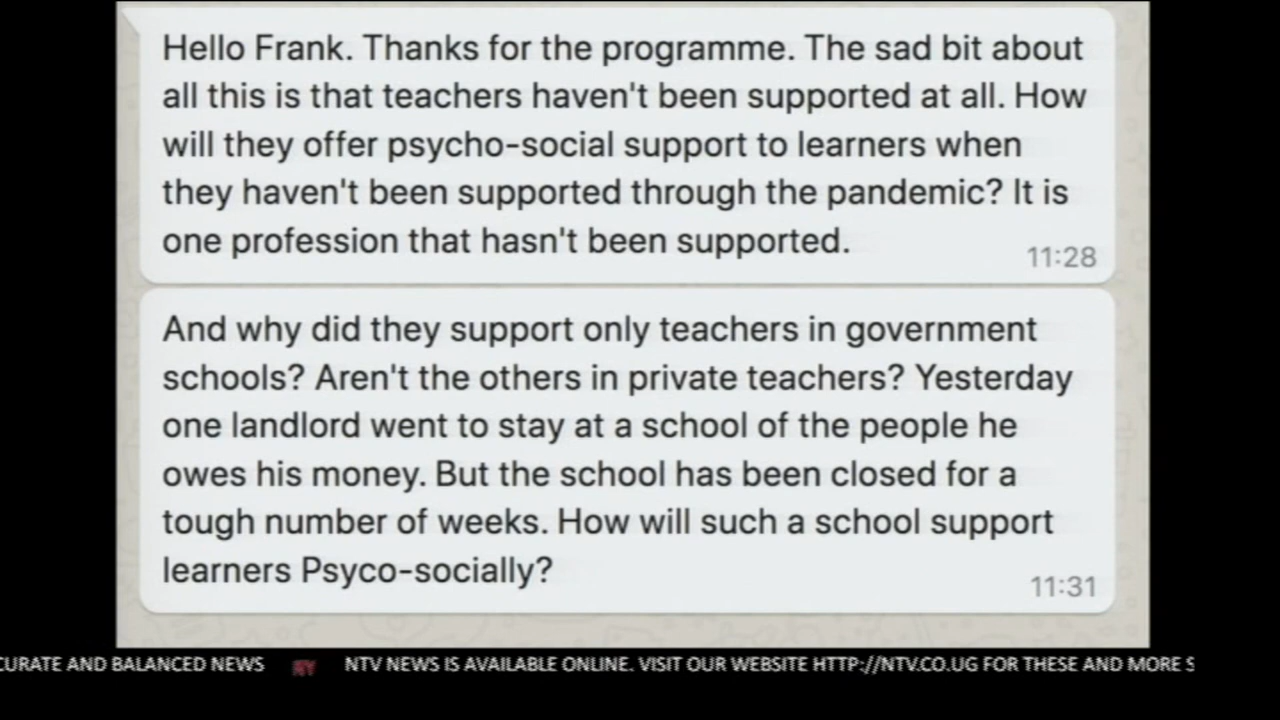 Hello Frank. Thanks for the programme. The sad bit about
all this is that teachers haven't been supported at all. How
will they offer psycho-social support to learners when
they haven't been supported through the pandemic? It is
one profession that hasn't been supported.
11:28
And why did they support only teachers in government
schools? Aren't the others in private teachers? Yesterday
one landlord went to stay at a school of the people he
owes his money. But the school has been closed for a
tough number of weeks. How will such a school support
learners Psyco-socially?
11:31
CURATE AND BALANCED NEWS NTV NEWS IS AVAILABLE ONLINE. VISIT OUR WEBSITE HTTP://NTV.CO.UG FOR THESE AND MORE S